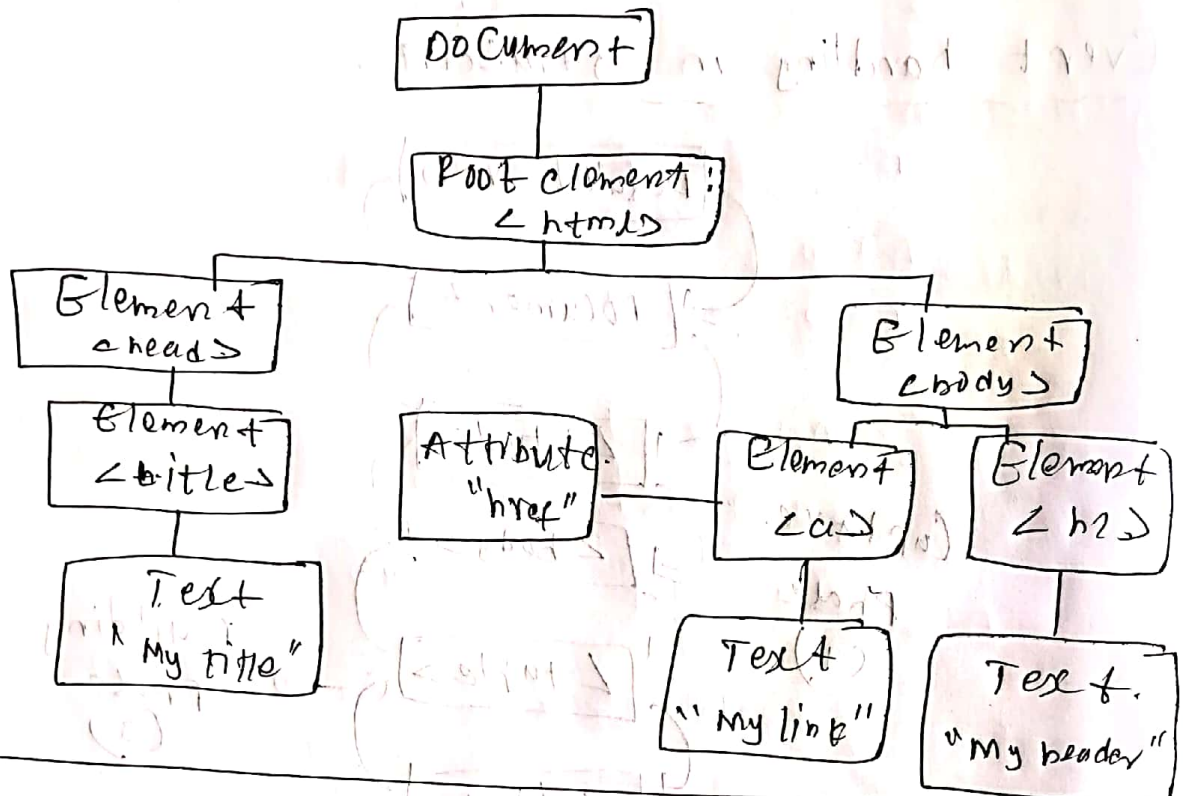 Document
Root element:
<html>
Element
<head>
Element
<body>
Element
<title>
Attribute.
"href"
Element
<a>
Element
<h1>
Text
"My title"
Text
"My link"
Text.
"My header"